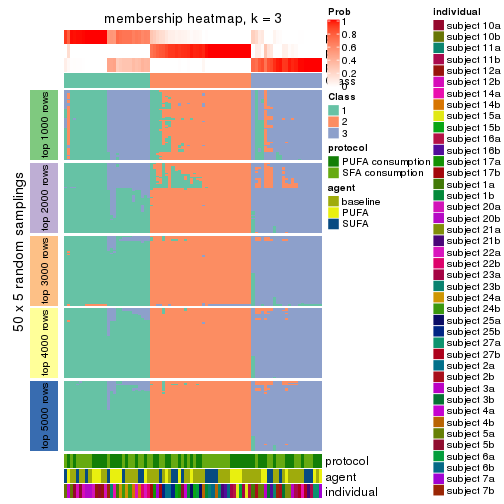 membership heatmap, k = 3
50 x 5 random samplings
top 1000 rows
top 2000 rows
top 3000 rows
top 4000 rows
top 5000 rows
protocol
agent
individual
Prob
1
0.8
0.6
0.4
0.2
0
Class
1
2
3
protocol
PUFA consumption
SFA consumption
agent
baseline
PUFA
SUFA
individual
subject 10a
subject 10b
subject 11a
subject 11b
subject 12a
subject 12b
subject 14a
subject 14b
subject 15a
subject 15b
subject 16a
subject 16b
subject 17a
subject 17b
subject 1a
subject 1b
subject 20a
subject 20b
subject 21a
subject 21b
subject 22a
subject 22b
subject 23a
subject 23b
subject 24a
subject 24b
subject 25a
subject 25b
subject 27a
subject 27b
subject 2a
subject 2b
subject 3a
subject 3b
subject 4a
subject 4b
subject 5a
subject 5b
subject 6a
subject 6b
subject 7a
subject 7b